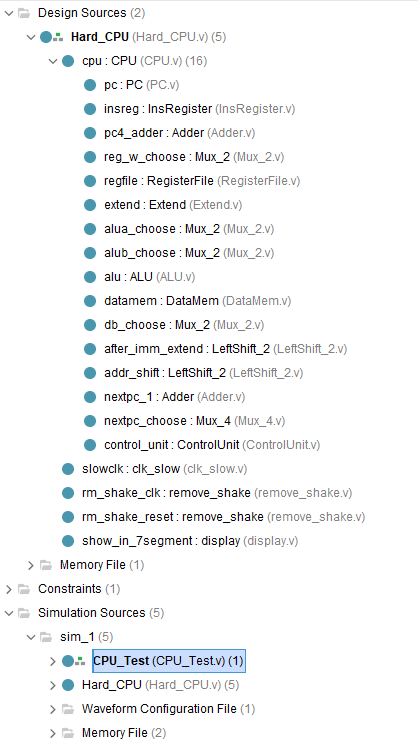 Design Sources (2)
Hard_CPU (Hard_CPU.v) (5)
cpu : CPU (CPU.v) (16)
pc : PC (PC.v)
insreg : InsRegister (InsRegister.v)
pc4_adder : Adder (Adder.v)
reg_w_choose : Mux_2 (Mux_2.v)
regfile : RegisterFile (RegisterFile.v)
extend : Extend (Extend.v)
alua_choose : Mux_2 (Mux_2.v)
alub_choose : Mux_2 (Mux_2.v)
alu : ALU (ALU.v)
datamem : DataMem (DataMem.v)
db_choose : Mux_2 (Mux_2.v)
after_imm_extend : LeftShift_2 (LeftShift_2.v)
addr_shift : LeftShift_2 (LeftShift_2.v)
nextpc_1 : Adder (Adder.v)
nextpc_choose : Mux_4 (Mux_4.v)
control_unit : ControlUnit (ControlUnit.v)
slowclk : clk_slow (clk_slow.v)
rm_shake_clk : remove_shake (remove_shake.v)
rm_shake_reset : remove_shake (remove_shake.v)
show_in_7segment : display (display.v)
Memory File (1)
Constraints (1)
Simulation Sources (5)
sim_1 (5)
CPU_Test (CPU_Test.v) (1)
Hard_CPU (Hard_CPU.v) (5)
Waveform Configuration File (1)
Memory File (2)